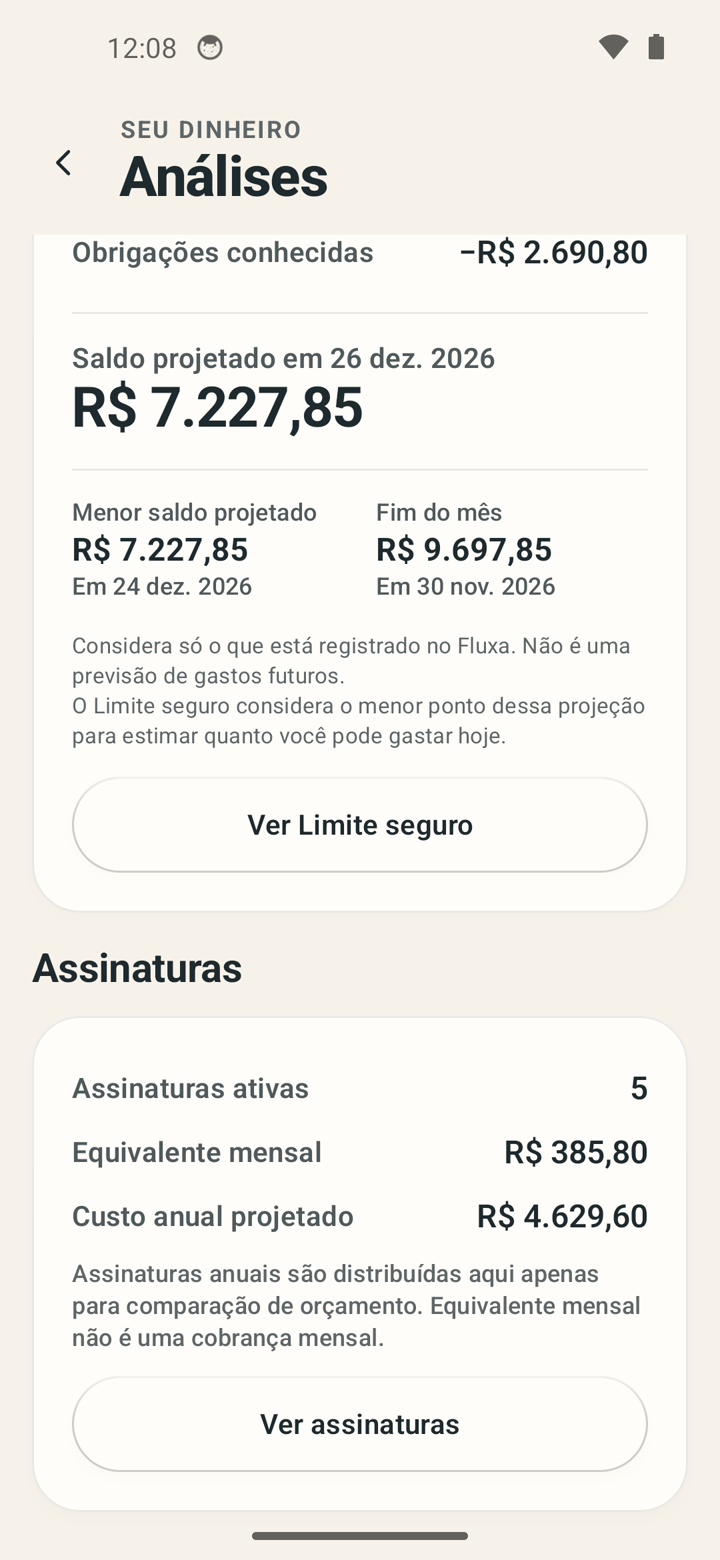 12:08
SEU DINHEIRO
Análises
Obrigações conhecidas −R$ 2.690,80
Saldo projetado em 26 dez. 2026
R$ 7.227,85
Menor saldo projetado Fim do mês
R$ 7.227,85 R$ 9.697,85
Em 24 dez. 2026 Em 30 nov. 2026
Considera só o que está registrado no Fluxa. Não é uma
previsão de gastos futuros.
O Limite seguro considera o menor ponto dessa projeção
para estimar quanto você pode gastar hoje.
Ver Limite seguro
Assinaturas
Assinaturas ativas 5
Equivalente mensal R$ 385,80
Custo anual projetado R$ 4.629,60
Assinaturas anuais são distribuídas aqui apenas
para comparação de orçamento. Equivalente mensal
não é uma cobrança mensal.
Ver assinaturas